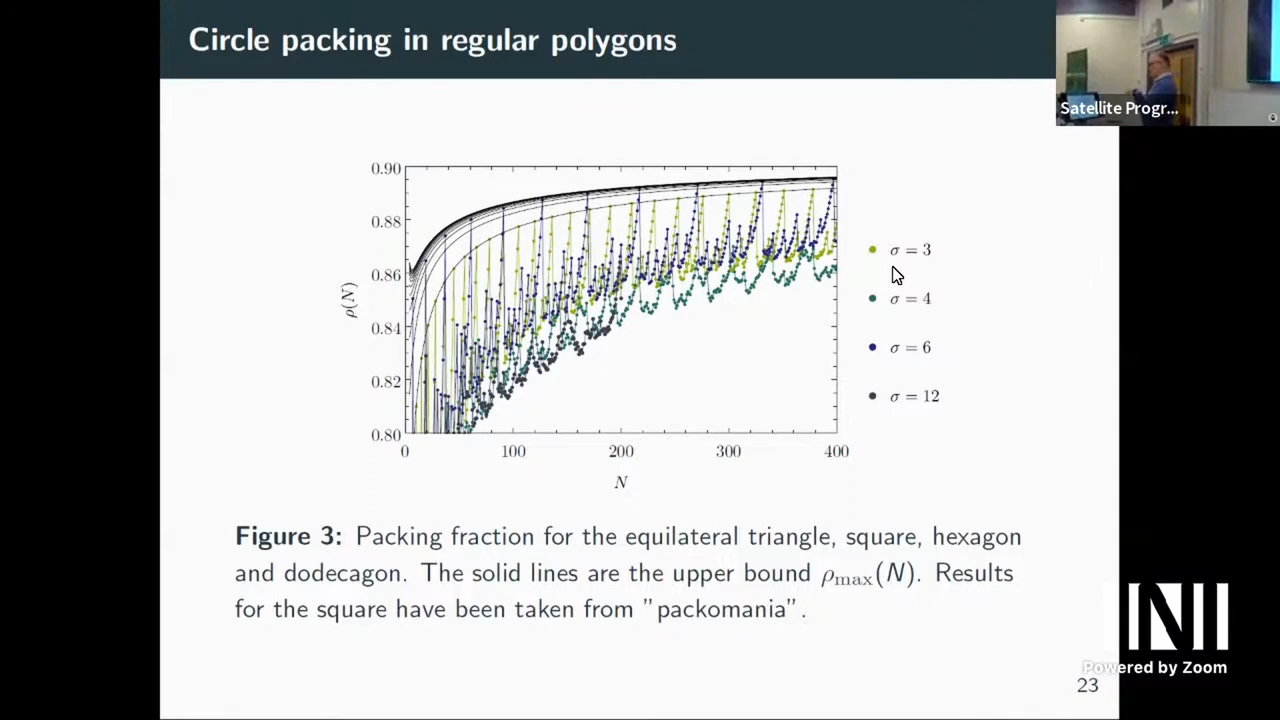 Circle packing in regular polygons
Satellite Progr...
0.90
0.88
0.86
0.84
0.82
0.80
ρ(N)
0 100 200 300 400
N
σ = 3
σ = 4
σ = 6
σ = 12
Figure 3: Packing fraction for the equilateral triangle, square, hexagon
and dodecagon. The solid lines are the upper bound ρmax(N). Results
for the square have been taken from "packomania".
Powered by Zoom
23